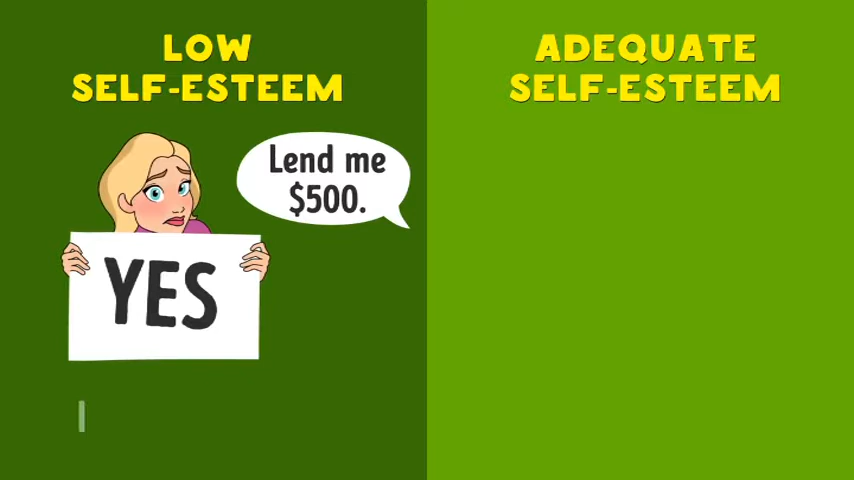 LOW
SELF-ESTEEM
ADEQUATE
SELF-ESTEEM
Lend me
$500.
YES